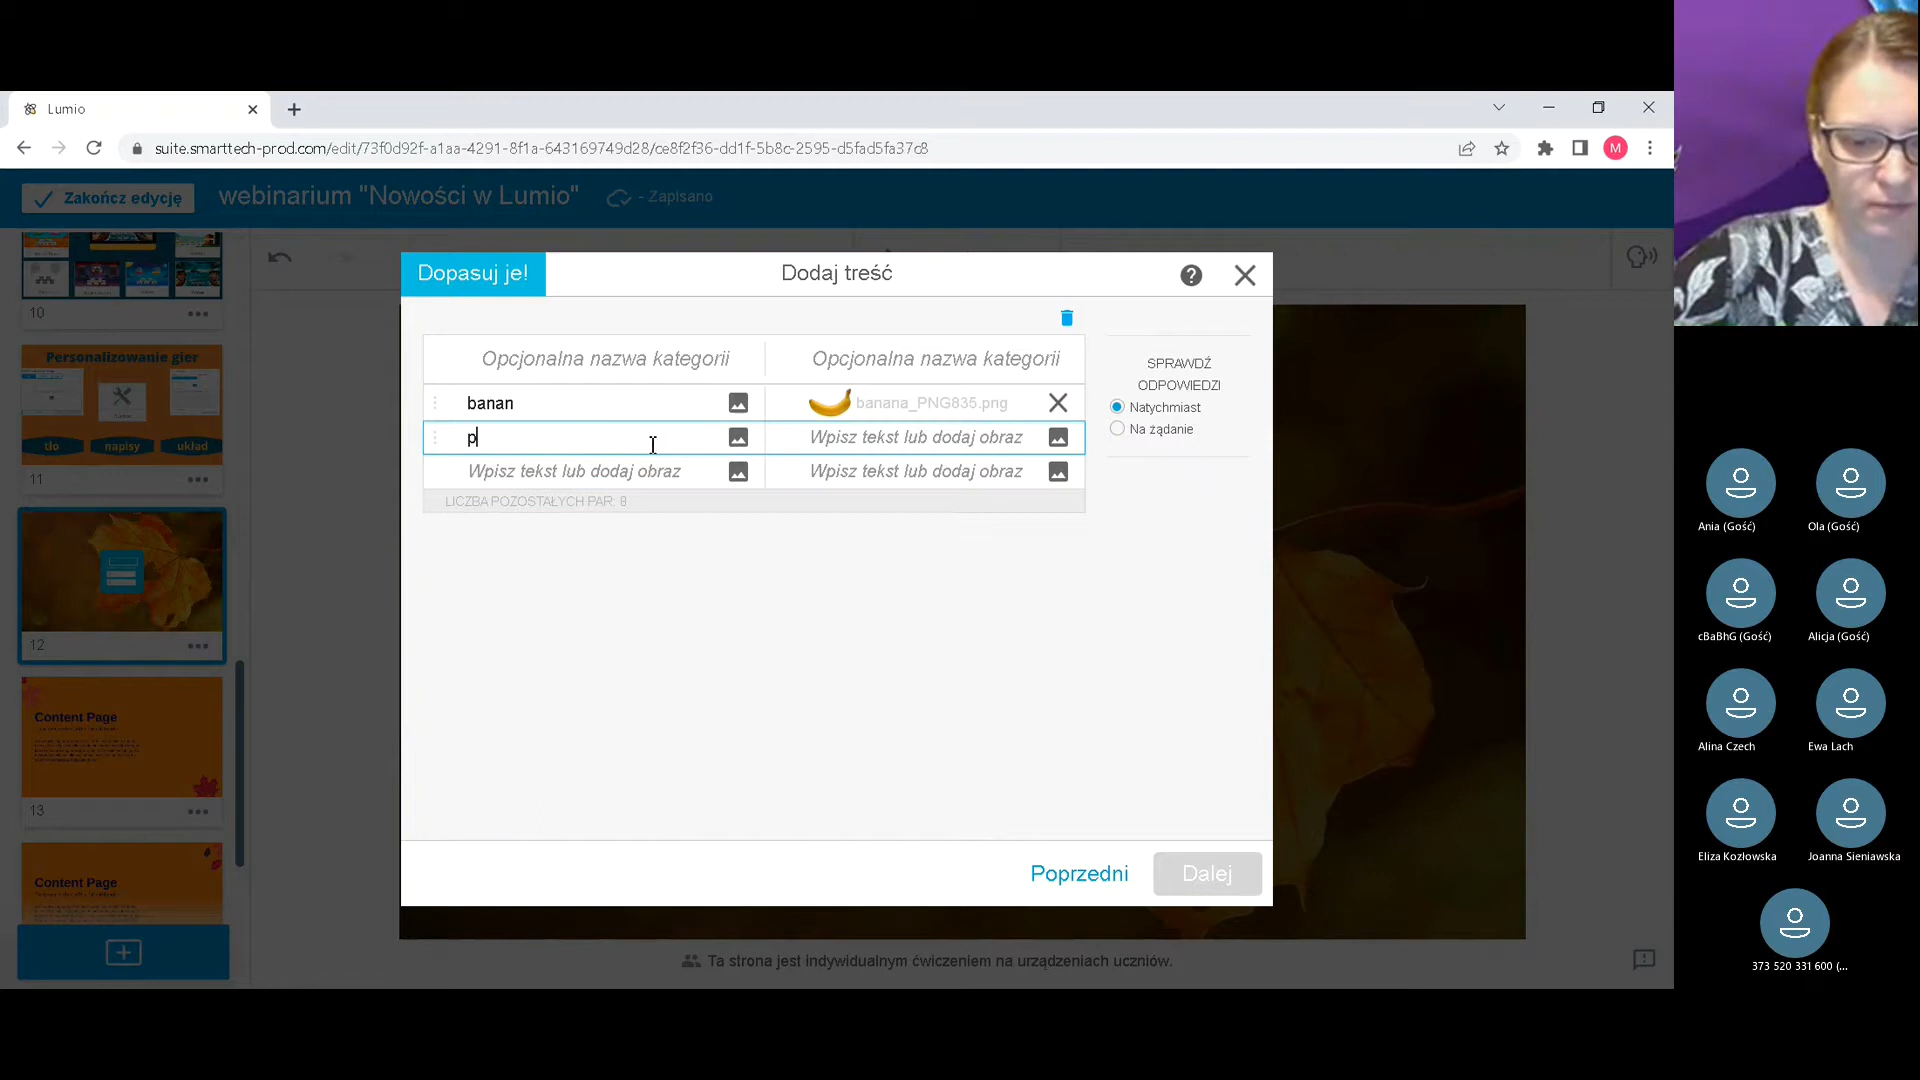 Lumio
suite.smarttech-prod.com/edit/73f0d92f-a1aa-4291-8f1a-643169749d28/ce8f2f36-dd1f-5b8c-2595-d5fad5fa37c8
M
Zakończ edycję
webinarium "Nowości w Lumio"
- Zapisano
10
Personalizowanie gier
tło
napisy
układ
11
12
Content Page
13
Content Page
Dopasuj je!
Dodaj treść
Opcjonalna nazwa kategorii
Opcjonalna nazwa kategorii
banan
banana_PNG835.png
p
Wpisz tekst lub dodaj obraz
Wpisz tekst lub dodaj obraz
Wpisz tekst lub dodaj obraz
LICZBA POZOSTAŁYCH PAR: 8
SPRAWDŹ
ODPOWIEDZI
Natychmiast
Na żądanie
Poprzedni
Dalej
Ta strona jest indywidualnym ćwiczeniem na urządzeniach uczniów.
Ania (Gość)
Ola (Gość)
cBaBhG (Gość)
Alicja (Gość)
Alina Czech
Ewa Lach
Eliza Kozłowska
Joanna Sieniawska
373 520 331 600 (...